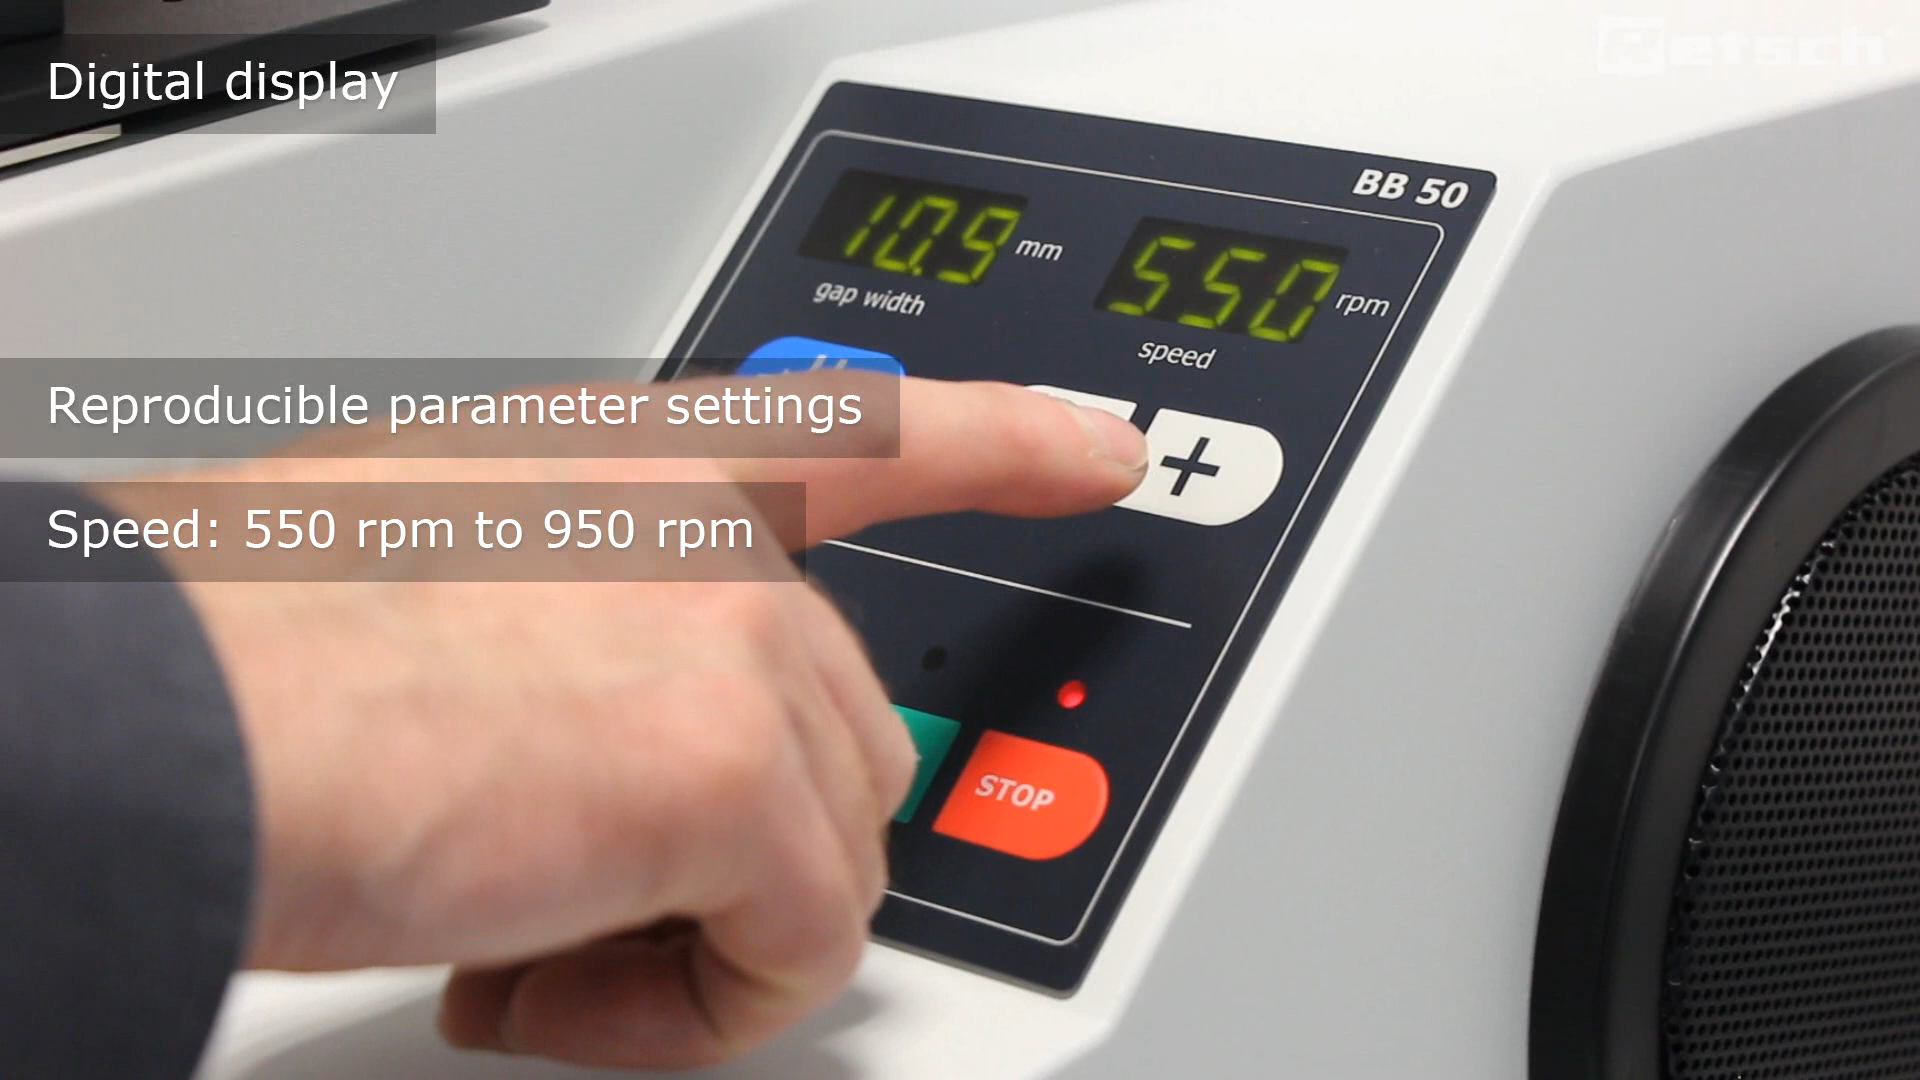 Digital display
Retsch
BB 50
10.9 mm
550 rpm
gap width
speed
Reproducible parameter settings
+
Speed: 550 rpm to 950 rpm
STOP